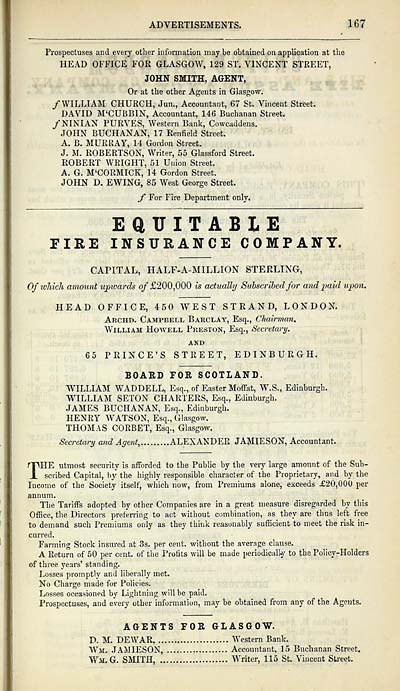 ADVERTISEMENTS. 167
Prospectuses and every other information may be obtained on application at the
HEAD OFFICE FOR GLASGOW, 129 ST. VINCENT STREET,
JOHN SMITH, AGENT,
Or at the other Agents in Glasgow.
f WILLIAM CHURCH, Jun., Accountant, 67 St. Vincent Street.
DAVID M'CUBBIN, Accountant, 146 Buchanan Street.
f NINIAN PURVES, Western Bank, Cowcaddens.
JOHN BUCHANAN, 17 Renfield Street.
A. B. MURRAY, 14 Gordon Street.
J. M. ROBERTSON, Writer, 55 Glassford Street.
ROBERT WRIGHT, 51 Union Street.
A. G. M'CORMICK, 14 Gordon Street.
JOHN D. EWING, 85 West George Street.
f For Fire Department only.
EQUITABLE
FIRE INSURANCE COMPANY.
CAPITAL, HALF-A-MILLION STERLING,
Of which amount upwards of £200,000 is actually Subscribed for and paid upon.
HEAD OFFICE, 450 WEST STRAND, LONDON.
ARCHD. CAMPBELL BARCLAY, Esq., Chairman.
WILLIAM HOWELL PRESTON, Esq., Secretary.
AND
65 PRINCE'S STREET, EDINBURGH.
BOARD FOR SCOTLAND.
WILLIAM WADDELL, Esq., of Easter Moffat, W.S., Edinburgh.
WILLIAM SETON CHARTERS, Esq., Edinburgh.
JAMES BUCHANAN, Esq., Edinburgh.
HENRY WATSON, Esq., Glasgow.
THOMAS CORBET, Esq., Glasgow.
Secretary and Agent,.........ALEXANDER JAMIESON, Accountant.
THE utmost security is afforded to the Public by the very large amount of the Sub-
scribed Capital, by the highly responsible character of the Proprietary, and by the
Income of the Society itself, which now, from Premiums alone, exceeds £20,000 per
annum.
The Tariffs adopted by other Companies are in a great measure disregarded by this
Office, the Directors preferring to act without combination, as they are thus left free
to demand such Premiums only as they think reasonably sufficient to meet the risk in-
curred.
Farming Stock insured at 3s. per cent. without the average clause.
A Return of 50 per cent. of the Profits will be made periodically to the Policy-Holders
of three years' standing.
Losses promptly and liberally met.
No Charge made for Policies.
Losses occasioned by Lightning will be paid.
Prospectuses, and every other information, may be obtained from any of the Agents.
AGENTS FOR GLASGOW.
D. M. DEWAR, ...................... Western Bank.
WM. JAMIESON, ................... Accountant, 15 Buchanan Street.
WM. G. SMITH, ..................... Writer, 115 St. Vincent Street.